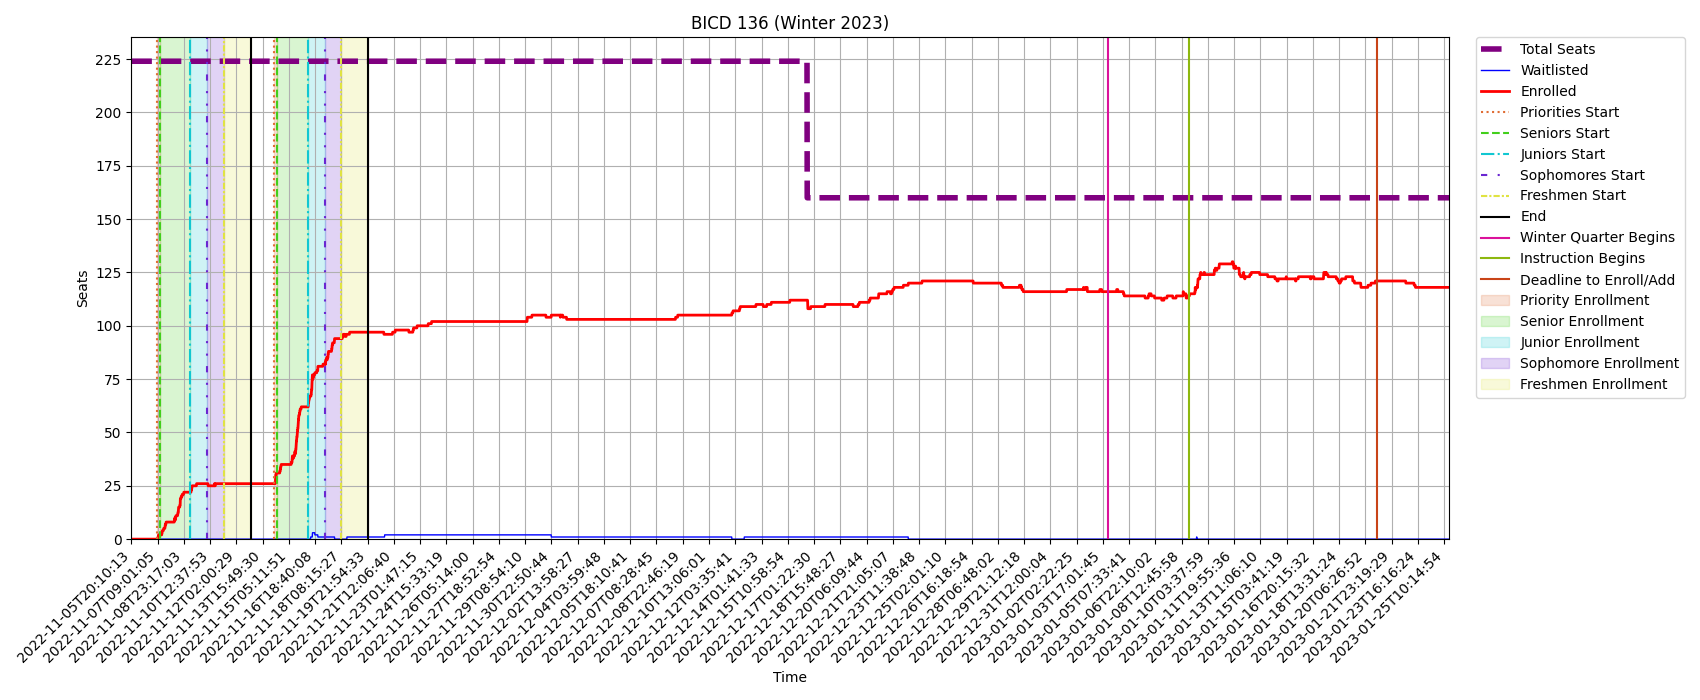 BICD 136 (Winter 2023)
Seats
225
200
175
150
125
100
75
50
25
0
2022-11-05T20:10:13
2022-11-07T09:01:05
2022-11-08T23:17:03
2022-11-10T12:37:53
2022-11-12T02:00:29
2022-11-13T15:49:30
2022-11-15T05:11:51
2022-11-16T18:40:08
2022-11-18T08:15:27
2022-11-19T21:54:33
2022-11-21T12:06:40
2022-11-23T01:47:15
2022-11-24T15:33:19
2022-11-26T05:14:00
2022-11-27T18:52:54
2022-11-29T08:54:10
2022-11-30T22:50:44
2022-12-02T13:58:27
2022-12-04T03:59:48
2022-12-05T18:10:41
2022-12-07T08:28:45
2022-12-08T22:46:19
2022-12-10T13:06:01
2022-12-12T03:35:41
2022-12-14T01:41:33
2022-12-15T10:58:54
2022-12-17T01:22:30
2022-12-18T15:48:27
2022-12-20T06:09:44
2022-12-21T21:05:07
2022-12-23T11:38:48
2022-12-25T02:01:10
2022-12-26T16:18:54
2022-12-28T06:48:02
2022-12-29T21:12:18
2022-12-31T12:00:04
2023-01-02T02:22:25
2023-01-03T17:01:45
2023-01-05T07:33:41
2023-01-06T22:10:02
2023-01-08T12:45:58
2023-01-10T03:37:59
2023-01-11T19:55:36
2023-01-13T11:06:10
2023-01-15T03:41:19
2023-01-16T20:15:32
2023-01-18T13:31:24
2023-01-20T06:26:52
2023-01-21T23:19:29
2023-01-23T16:16:24
2023-01-25T10:14:54
Time
Total Seats
Waitlisted
Enrolled
Priorities Start
Seniors Start
Juniors Start
Sophomores Start
Freshmen Start
End
Winter Quarter Begins
Instruction Begins
Deadline to Enroll/Add
Priority Enrollment
Senior Enrollment
Junior Enrollment
Sophomore Enrollment
Freshmen Enrollment